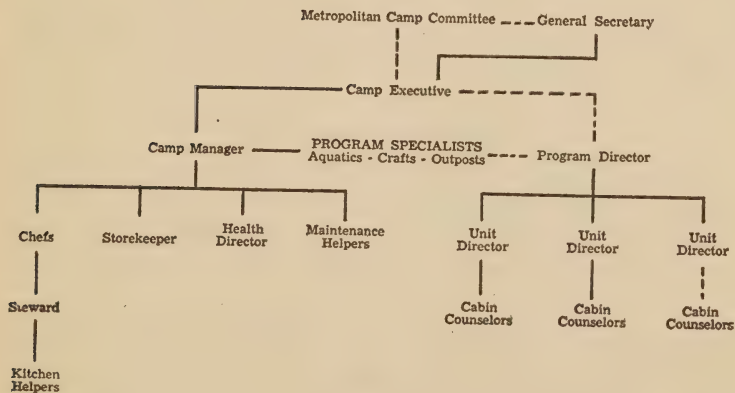 Metropolitan Camp Committee General Secretary
Camp Executive
PROGRAM SPECIALISTS
Camp Manager Aquatics - Crafts - Outposts Program Director
Chefs Storekeeper Health Director Maintenance Helpers Unit Director Unit Director Unit Director
Steward Cabin Counselors Cabin Counselors Cabin Counselors
Kitchen Helpers